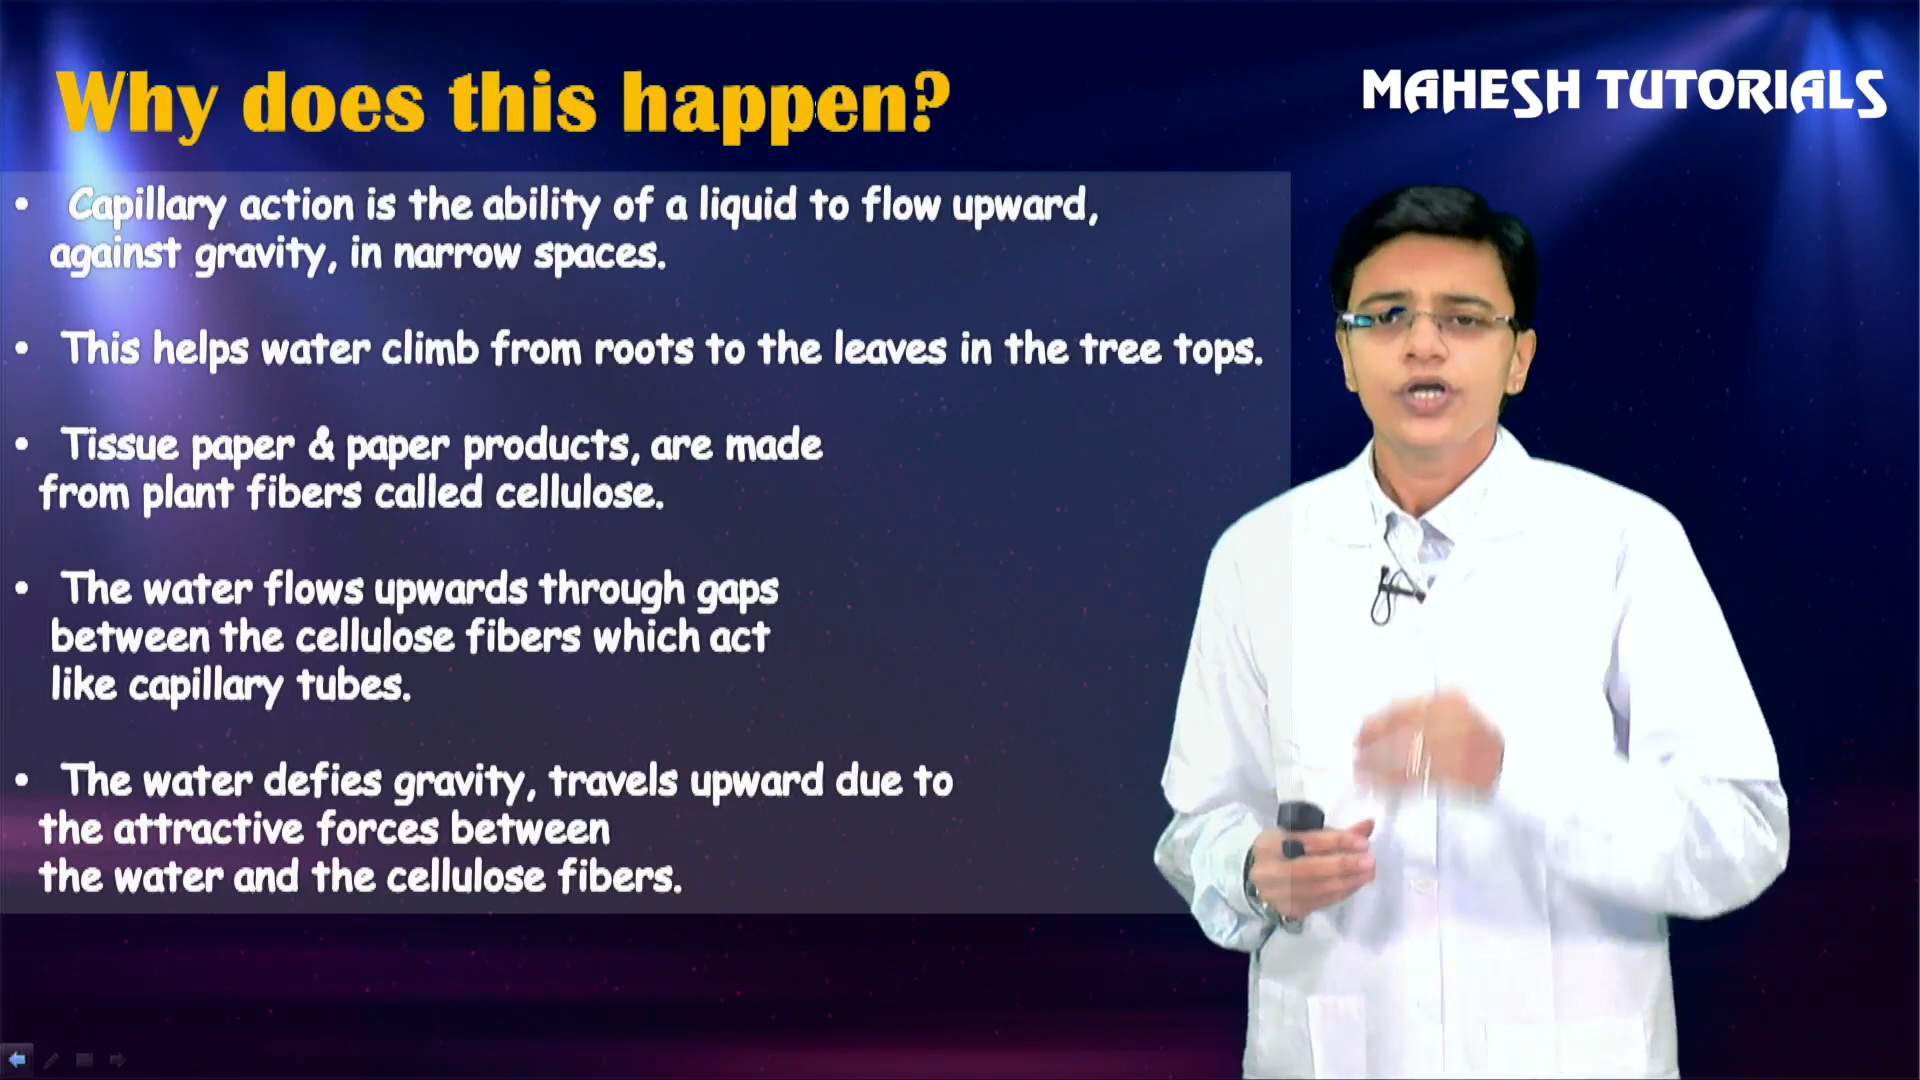 Why does this happen?
MAHESH TUTORIALS
• Capillary action is the ability of a liquid to flow upward,
against gravity, in narrow spaces.
• This helps water climb from roots to the leaves in the tree tops.
• Tissue paper & paper products, are made
from plant fibers called cellulose.
• The water flows upwards through gaps
between the cellulose fibers which act
like capillary tubes.
• The water defies gravity, travels upward due to
the attractive forces between
the water and the cellulose fibers.